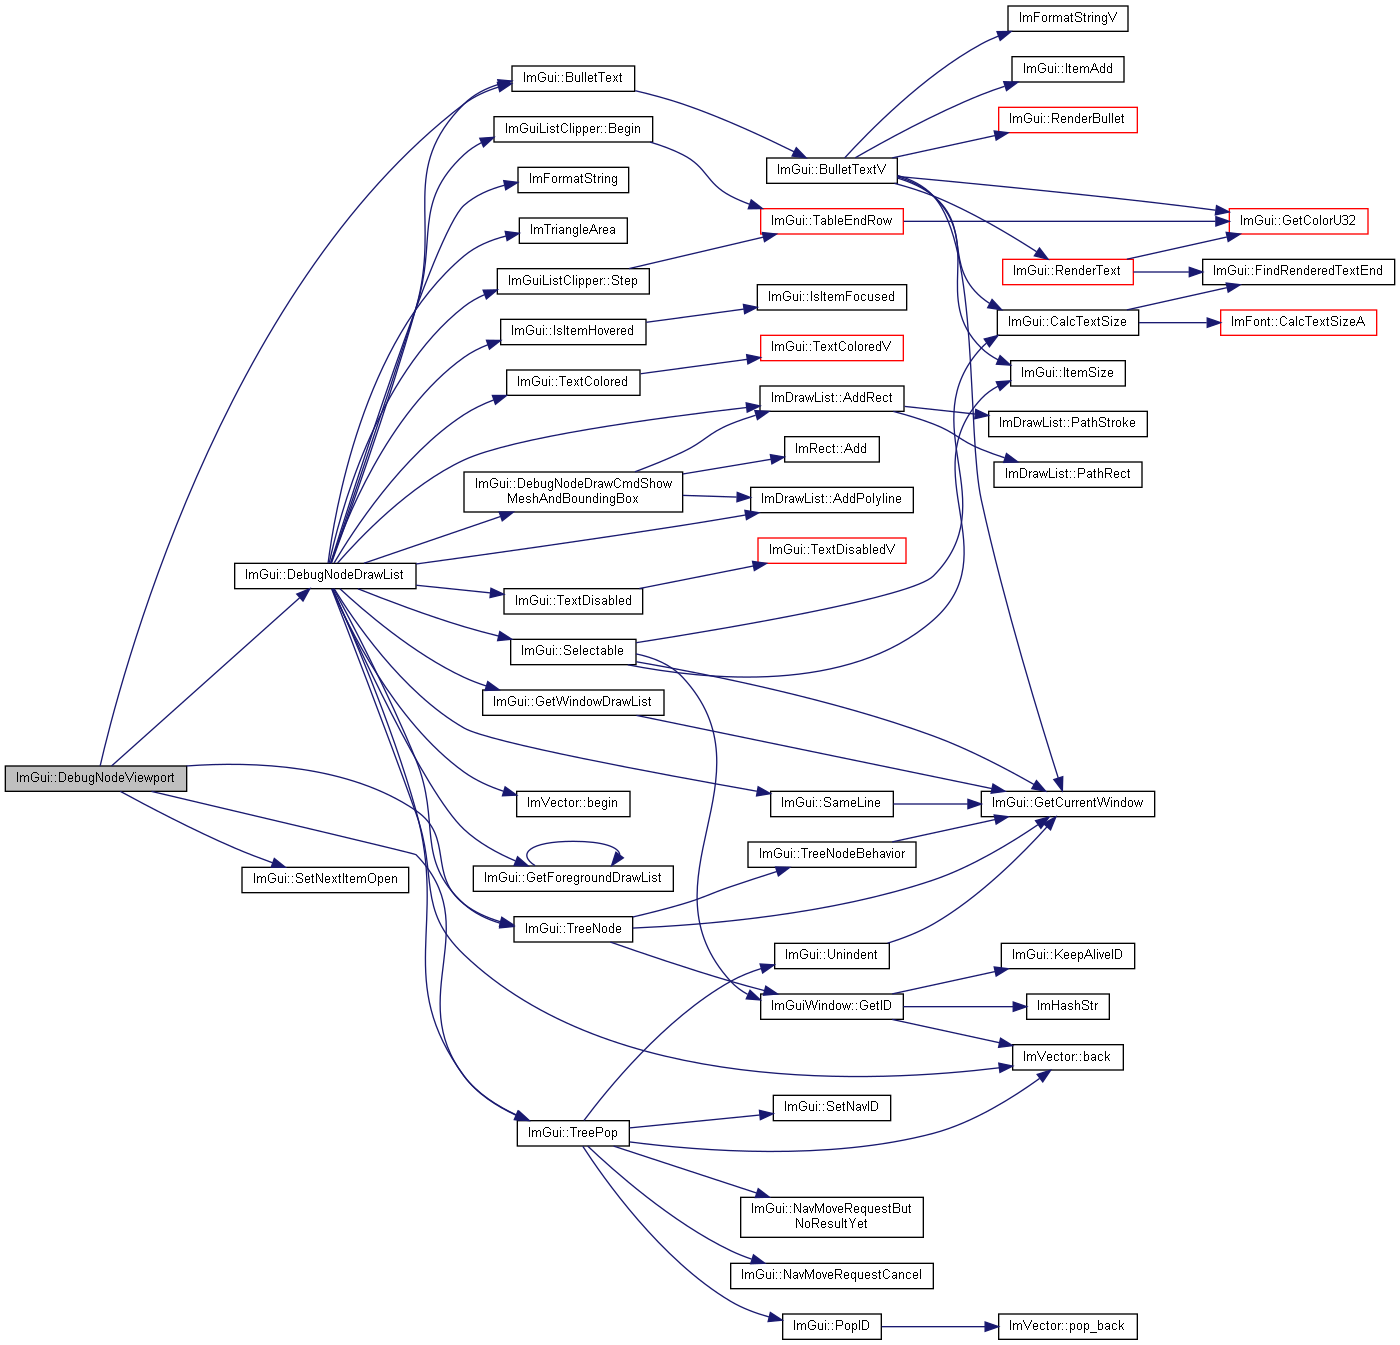 ImFormatStringV
ImGui::BulletText
ImGui::ItemAdd
ImGuiListClipper::Begin
ImGui::RenderBullet
ImGui::BulletTextV
ImFormatString
ImTriangleArea
ImGui::TableEndRow
ImGui::GetColorU32
ImGuiListClipper::Step
ImGui::RenderText
ImGui::FindRenderedTextEnd
ImGui::IsItemFocused
ImGui::IsItemHovered
ImGui::CalcTextSize
ImFont::CalcTextSizeA
ImGui::TextColoredV
ImGui::TextColored
ImGui::ItemSize
ImDrawList::AddRect
ImDrawList::PathStroke
ImRect::Add
ImGui::DebugNodeDrawCmdShow
MeshAndBoundingBox
ImDrawList::PathRect
ImDrawList::AddPolyline
ImGui::TextDisabledV
ImGui::DebugNodeDrawList
ImGui::TextDisabled
ImGui::Selectable
ImGui::GetWindowDrawList
ImGui::DebugNodeViewport
ImVector::begin
ImGui::SameLine
ImGui::GetCurrentWindow
ImGui::TreeNodeBehavior
ImGui::SetNextItemOpen
ImGui::GetForegroundDrawList
ImGui::TreeNode
ImGui::Unindent
ImGui::KeepAliveID
ImGuiWindow::GetID
ImHashStr
ImVector::back
ImGui::SetNavID
ImGui::TreePop
ImGui::NavMoveRequestBut
NoResultYet
ImGui::NavMoveRequestCancel
ImGui::PopID
ImVector::pop_back